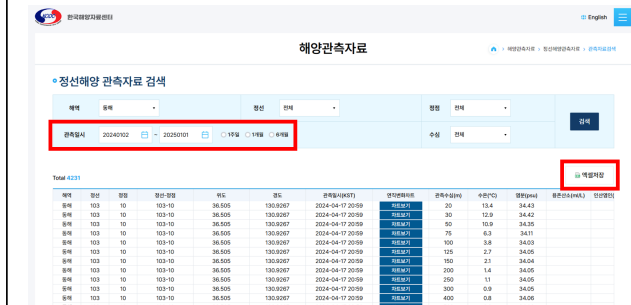 KODC 한국해양자료센터
English
해양관측자료
해양관측자료 정선해양관측자료 관측자료검색
정선해양 관측자료 검색
해역 동해 정선 전체 정점 전체
검색
관측일시 20240102 - 20250101 1주일 1개월 6개월 수심 전체
Total 4231
엑셀저장
해역 정선 정점 정선-정점 위도 경도 관측일시(KST) 연직변화차트 관측수심(m) 수온(°C) 염분(psu) 용존산소(mL/L) 인산염인(
동해 103 10 103-10 36.505 130.9267 2024-04-17 20:59 차트보기 20 13.4 34.43
동해 103 10 103-10 36.505 130.9267 2024-04-17 20:59 차트보기 30 12.9 34.42
동해 103 10 103-10 36.505 130.9267 2024-04-17 20:59 차트보기 50 10.9 34.35
동해 103 10 103-10 36.505 130.9267 2024-04-17 20:59 차트보기 75 6.3 34.11
동해 103 10 103-10 36.505 130.9267 2024-04-17 20:59 차트보기 100 3.8 34.03
동해 103 10 103-10 36.505 130.9267 2024-04-17 20:59 차트보기 125 2.7 34.05
동해 103 10 103-10 36.505 130.9267 2024-04-17 20:59 차트보기 150 2.1 34.04
동해 103 10 103-10 36.505 130.9267 2024-04-17 20:59 차트보기 200 1.4 34.05
동해 103 10 103-10 36.505 130.9267 2024-04-17 20:59 차트보기 250 1.1 34.05
동해 103 10 103-10 36.505 130.9267 2024-04-17 20:59 차트보기 300 0.9 34.05
동해 103 10 103-10 36.505 130.9267 2024-04-17 20:59 차트보기 400 0.8 34.06